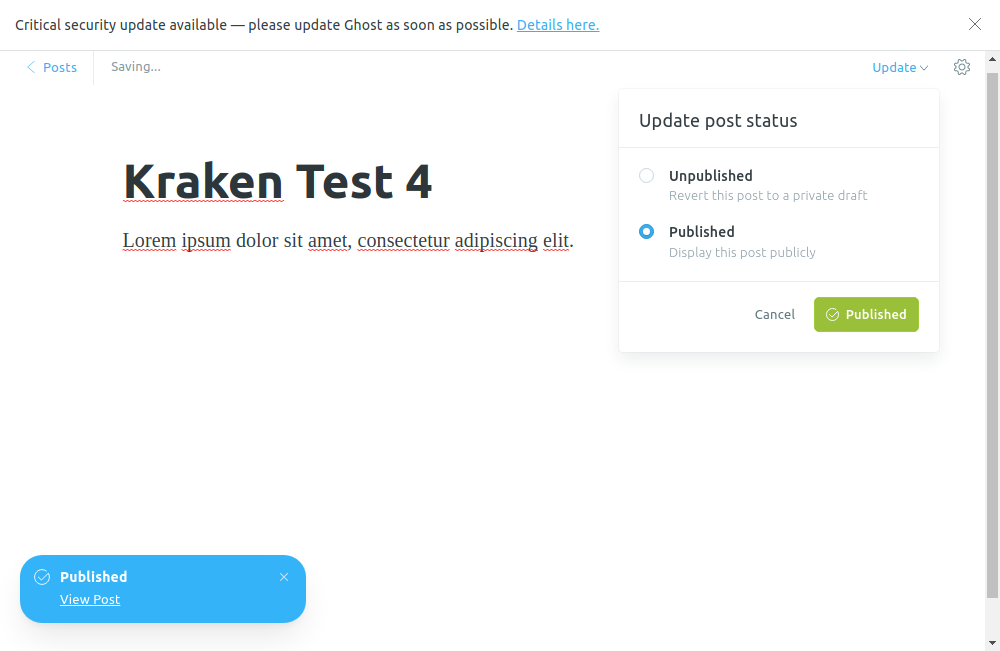 Critical security update available — please update Ghost as soon as possible. Details here.
Posts
Saving...
Update
Update post status
Unpublished
Revert this post to a private draft
Published
Display this post publicly
Cancel
Published
Kraken Test 4
Lorem ipsum dolor sit amet, consectetur adipiscing elit.
Published
View Post